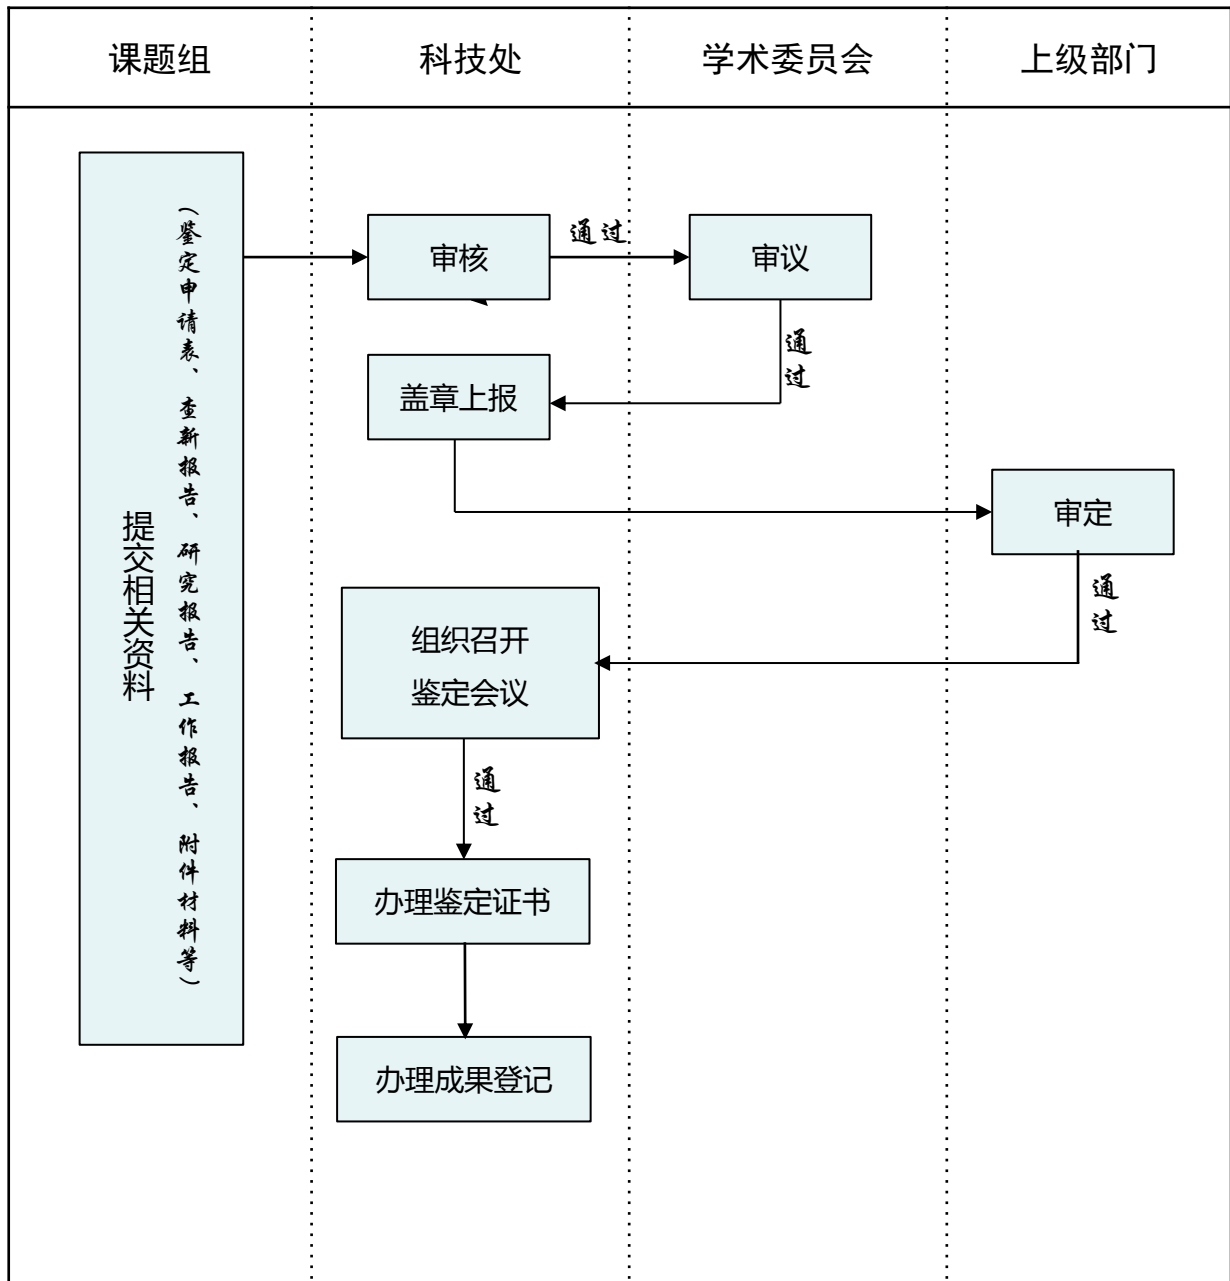 课题组
科技处
学术委员会
上级部门
提交相关资料
（鉴定申请表、查新报告、研究报告、工作报告、附件材料等）
审核
通过
审议
通过
盖章上报
审定
通过
组织召开
鉴定会议
通过
办理鉴定证书
办理成果登记